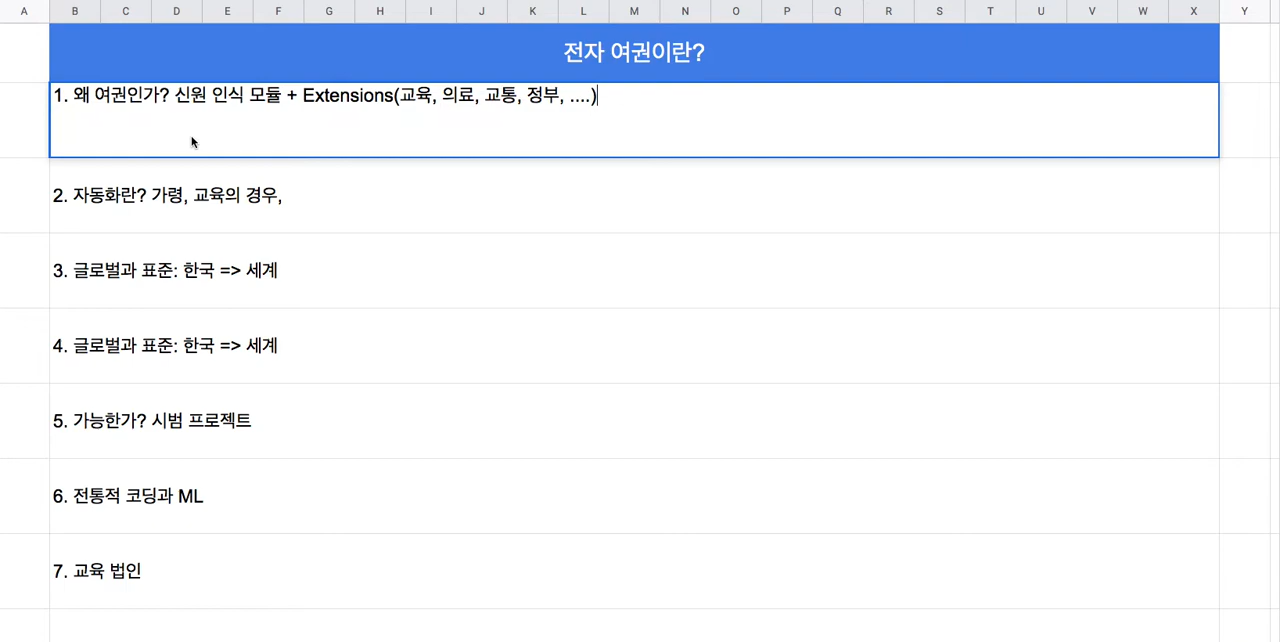 A B C D E F G H I J K L M N O P Q R S T U V W X Y
전자 여권이란?
1. 왜 여권인가? 신원 인식 모듈 + Extensions(교육, 의료, 교통, 정부, ....)
2. 자동화란? 가령, 교육의 경우,
3. 글로벌과 표준: 한국 => 세계
4. 글로벌과 표준: 한국 => 세계
5. 가능한가? 시범 프로젝트
6. 전통적 코딩과 ML
7. 교육 법인